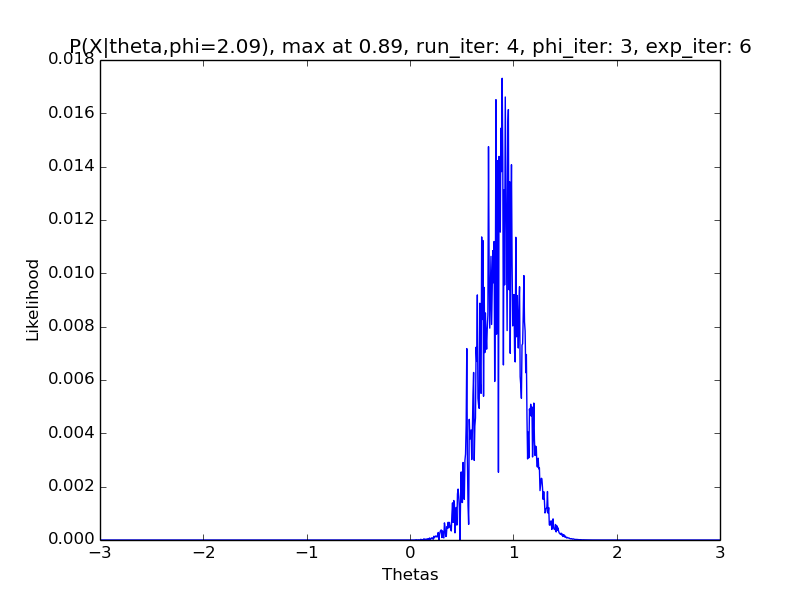 P(X|theta,phi=2.09), max at 0.89, run_iter: 4, phi_iter: 3, exp_iter: 6
0.018
0.016
0.014
0.012
0.010
0.008
0.006
0.004
0.002
0.000
Likelihood
−3 −2 −1 0 1 2 3
Thetas